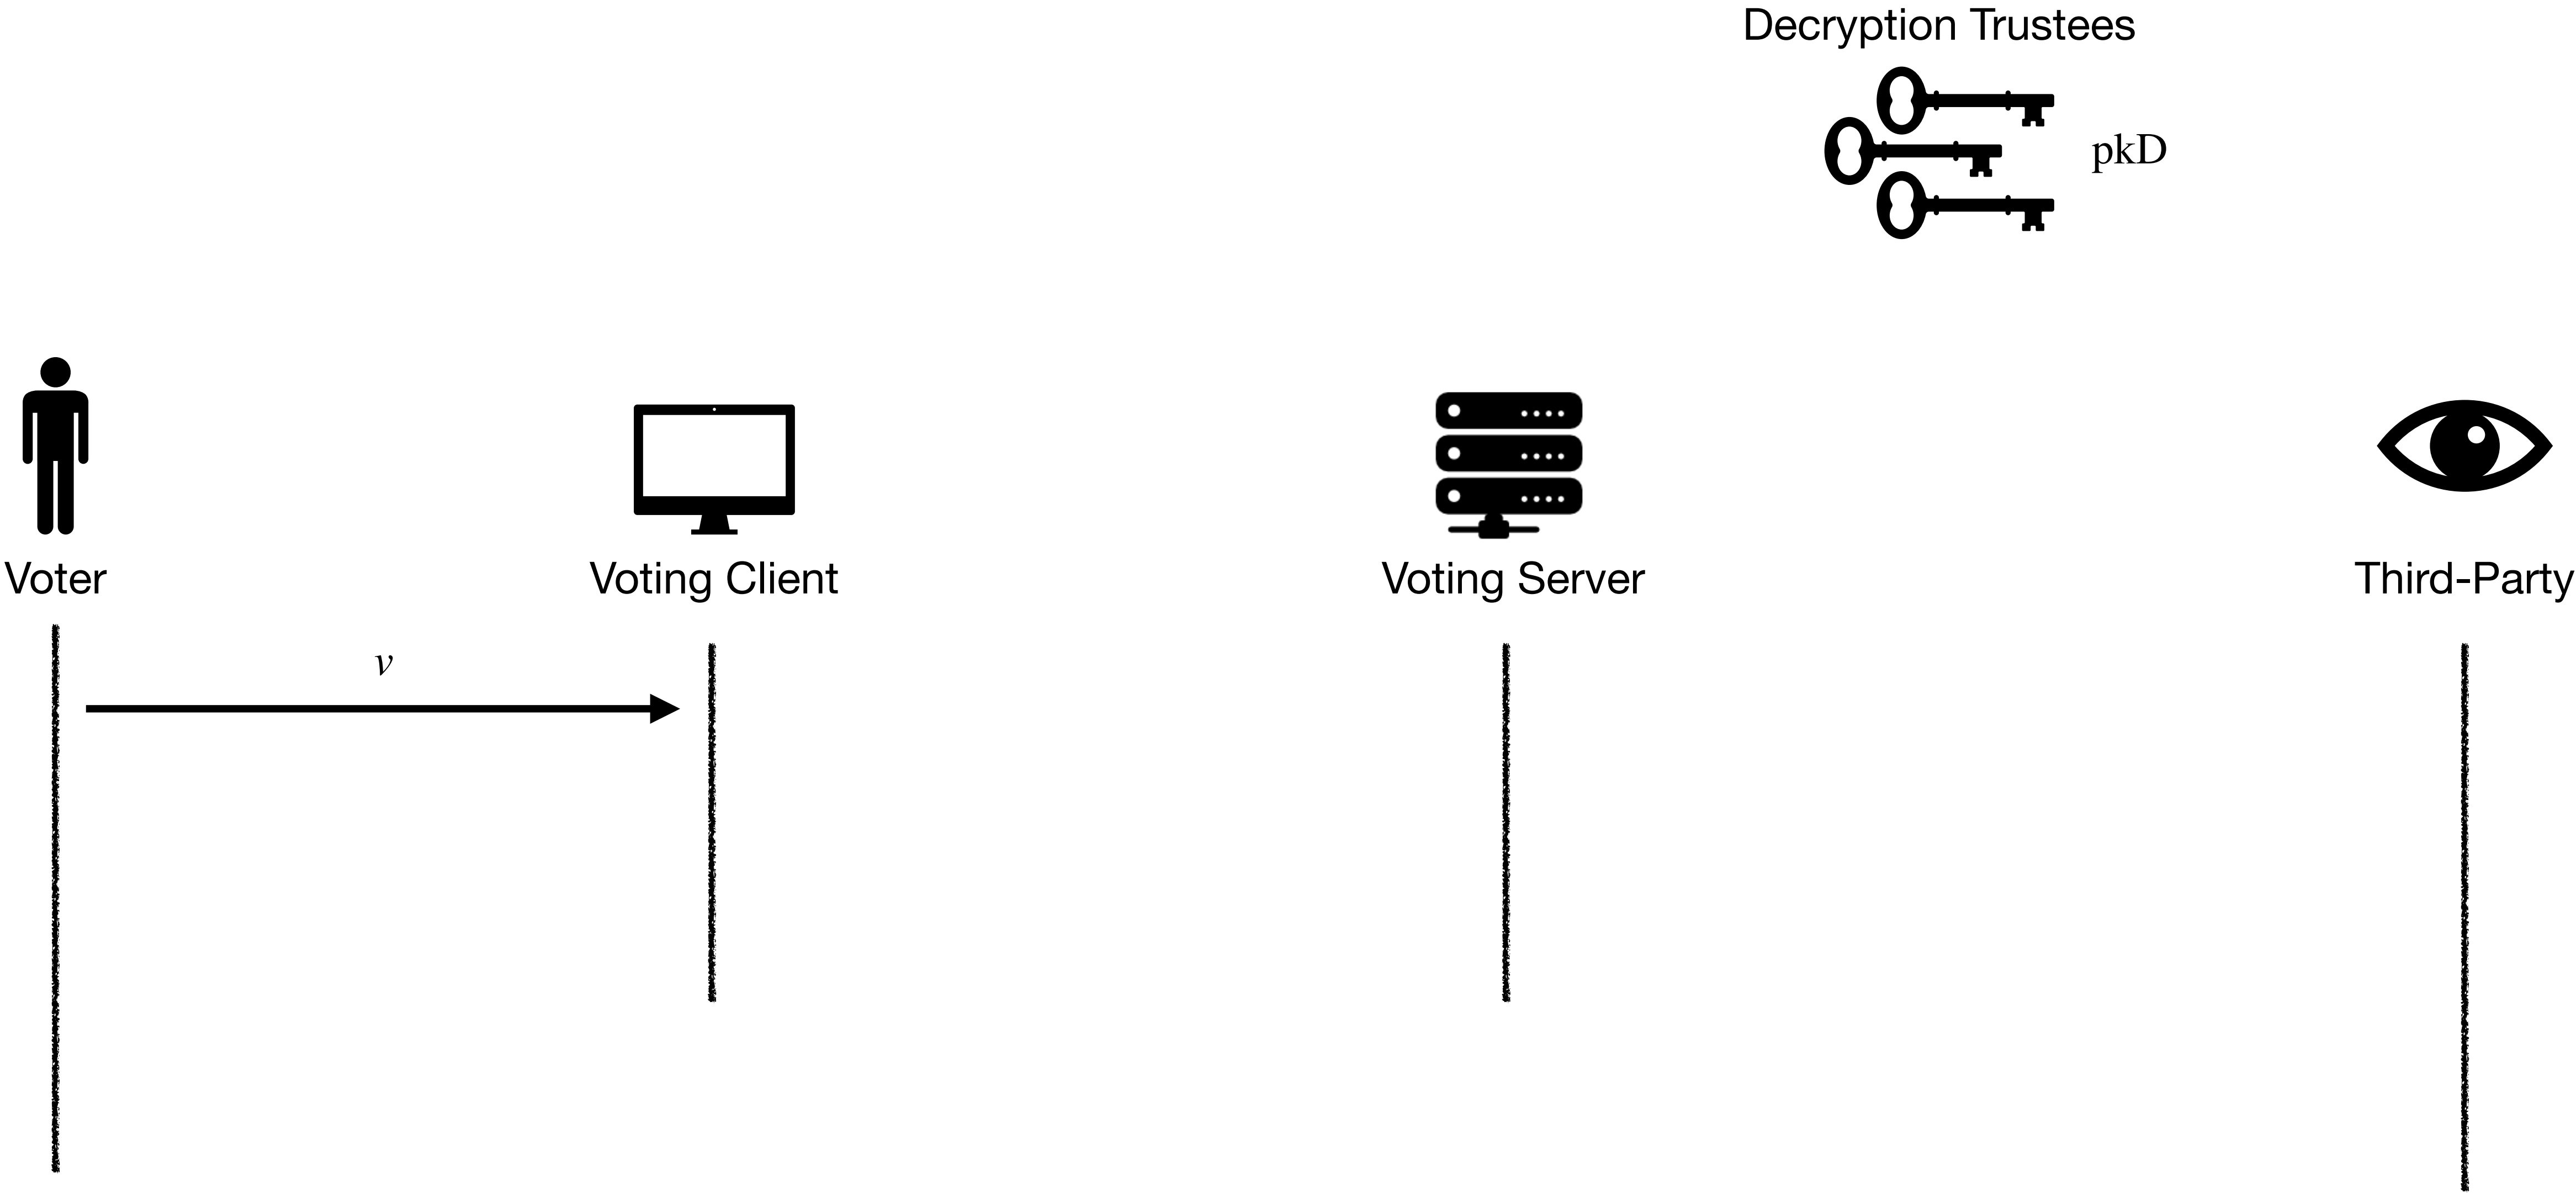 Decryption Trustees
pkD
Voter
Voting Client
Voting Server
Third-Party
v